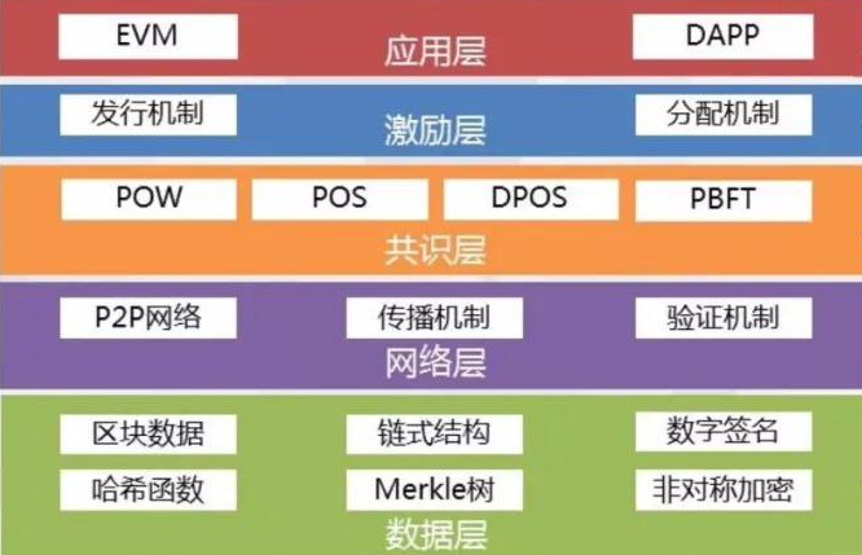 EVM
DAPP
应用层
发行机制
分配机制
激励层
POW
POS
DPOS
PBFT
共识层
P2P网络
传播机制
验证机制
网络层
区块数据
链式结构
数字签名
哈希函数
Merkle树
非对称加密
数据层